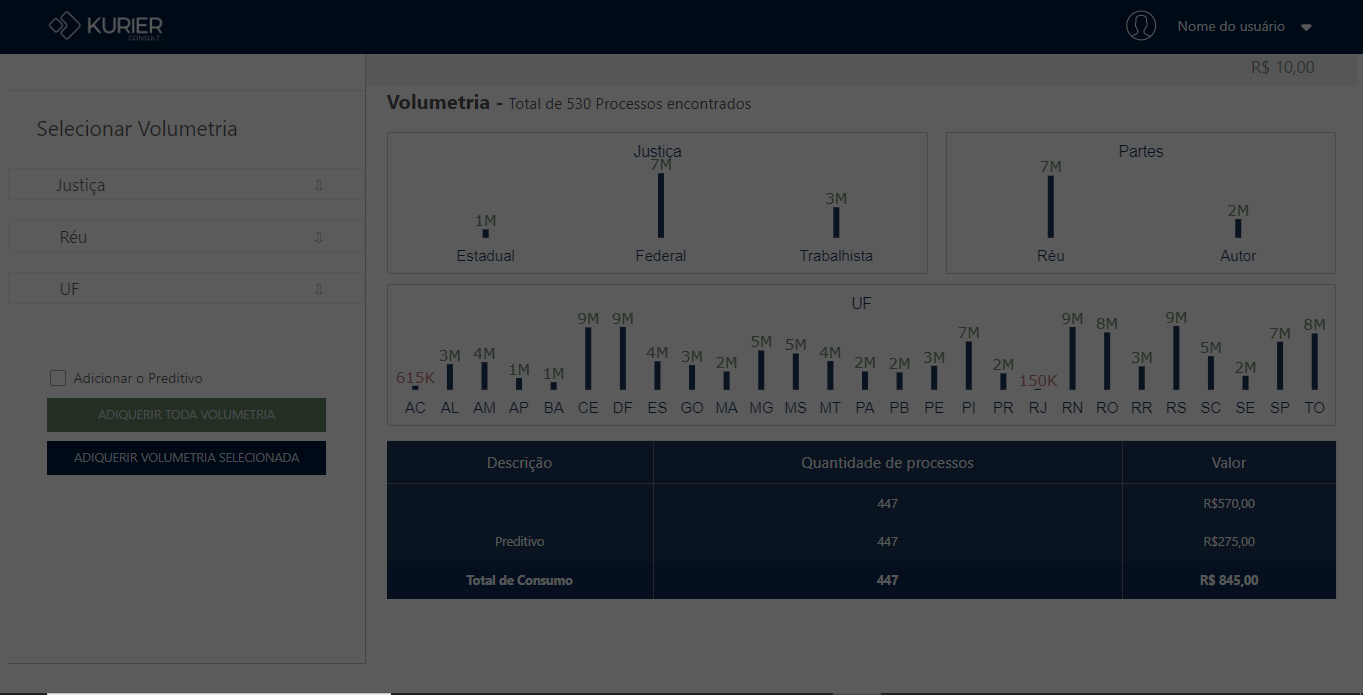 KURIER
CONSULT
Nome do usuário
R$ 10,00
Selecionar Volumetria
Justiça
Réu
UF
Adicionar o Preditivo
ADIQUERIR TODA VOLUMETRIA
ADIQUERIR VOLUMETRIA SELECIONADA
Volumetria - Total de 530 Processos encontrados
Justiça
1M 7M 3M
Estadual Federal Trabalhista
Partes
7M 2M
Réu Autor
UF
615K 3M 4M 1M 1M 9M 9M 4M 3M 2M 5M 5M 4M 2M 2M 3M 7M 2M 150K 9M 8M 3M 9M 5M 2M 7M 8M
AC AL AM AP BA CE DF ES GO MA MG MS MT PA PB PE PI PR RJ RN RO RR RS SC SE SP TO
Descrição Quantidade de processos Valor
447 R$570,00
Preditivo 447 R$275,00
Total de Consumo 447 R$ 845,00